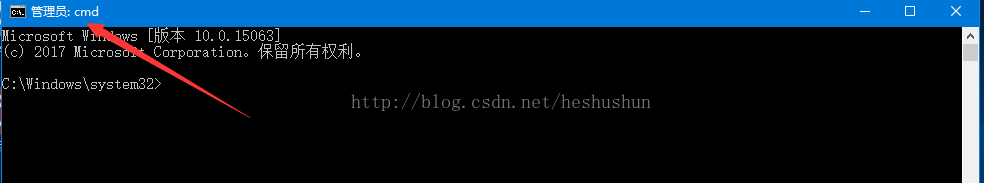 管理员: cmd
Microsoft Windows [版本 10.0.15063]
(c) 2017 Microsoft Corporation。保留所有权利。
C:\Windows\system32>
http://blog.csdn.net/heshushun